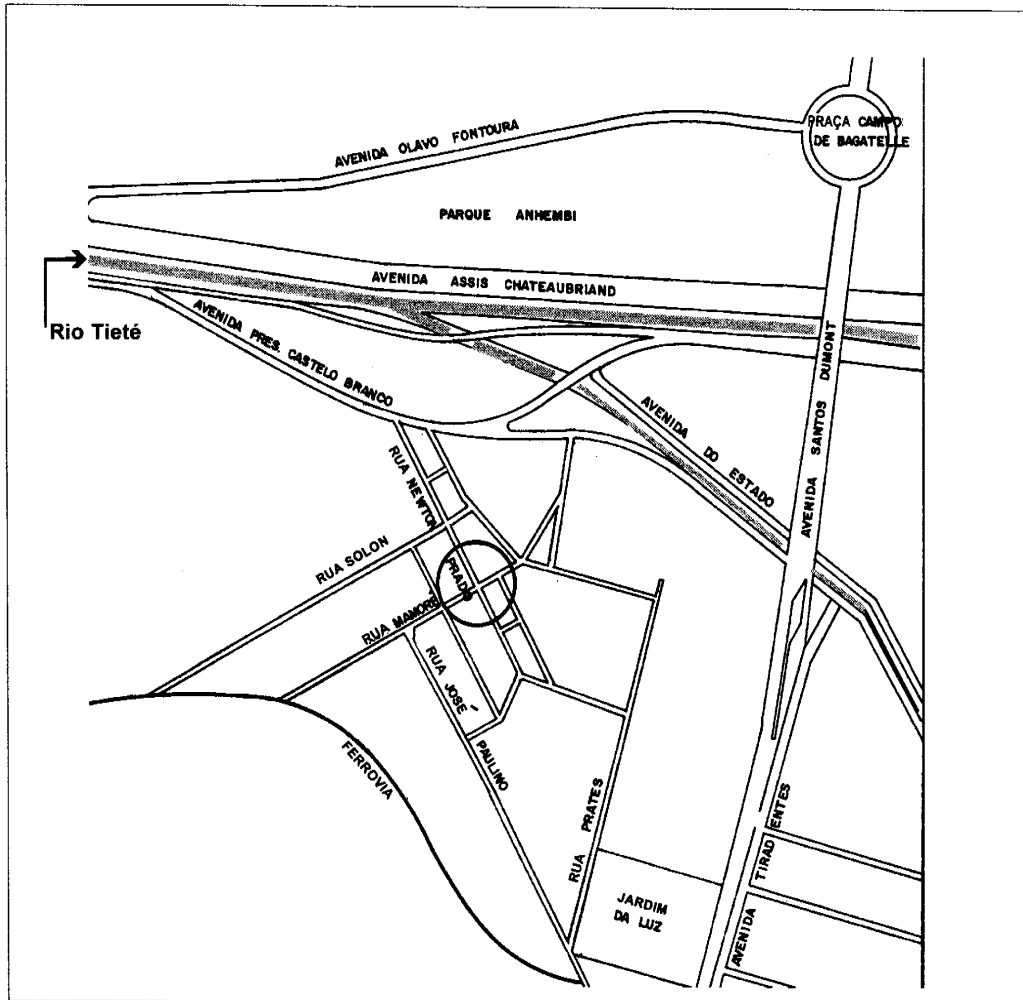 PRAÇA CAMPO
DE BAGATELLE
AVENIDA OLAVO FONTOURA
PARQUE ANHEMBI
AVENIDA ASSIS CHATEAUBRIAND
Rio Tieté
AVENIDA PRES. CASTELO BRANCO
AVENIDA SANTOS DUMONT
AVENIDA DO ESTADO
RUA NEWTON PRADO
RUA SOLON
RUA MAMORÉ
RUA JOSÉ PAULINO
FERROVIA
RUA PRATES
AVENIDA TIRADENTES
JARDIM
DA LUZ